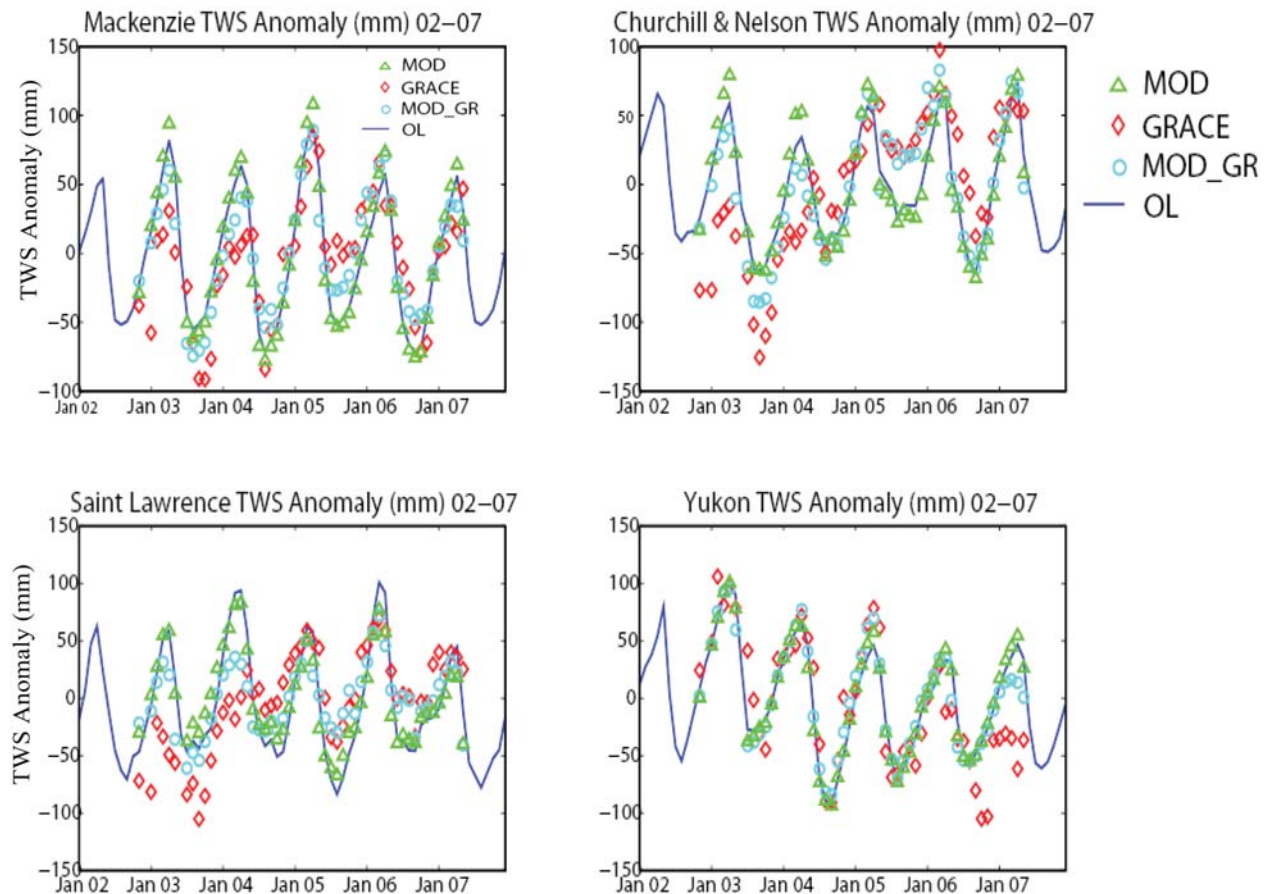 Mackenzie TWS Anomaly (mm) 02–07
TWS Anomaly (mm)
150
100
50
0
−50
−100
Jan 02 Jan 03 Jan 04 Jan 05 Jan 06 Jan 07
MOD
GRACE
MOD_GR
OL
Churchill & Nelson TWS Anomaly (mm) 02–07
100
50
0
−50
−100
−150
Jan 02 Jan 03 Jan 04 Jan 05 Jan 06 Jan 07
MOD
GRACE
MOD_GR
OL
Saint Lawrence TWS Anomaly (mm) 02–07
TWS Anomaly (mm)
150
100
50
0
−50
−100
−150
Jan 02 Jan 03 Jan 04 Jan 05 Jan 06 Jan 07
Yukon TWS Anomaly (mm) 02–07
150
100
50
0
−50
−100
−150
Jan 02 Jan 03 Jan 04 Jan 05 Jan 06 Jan 07